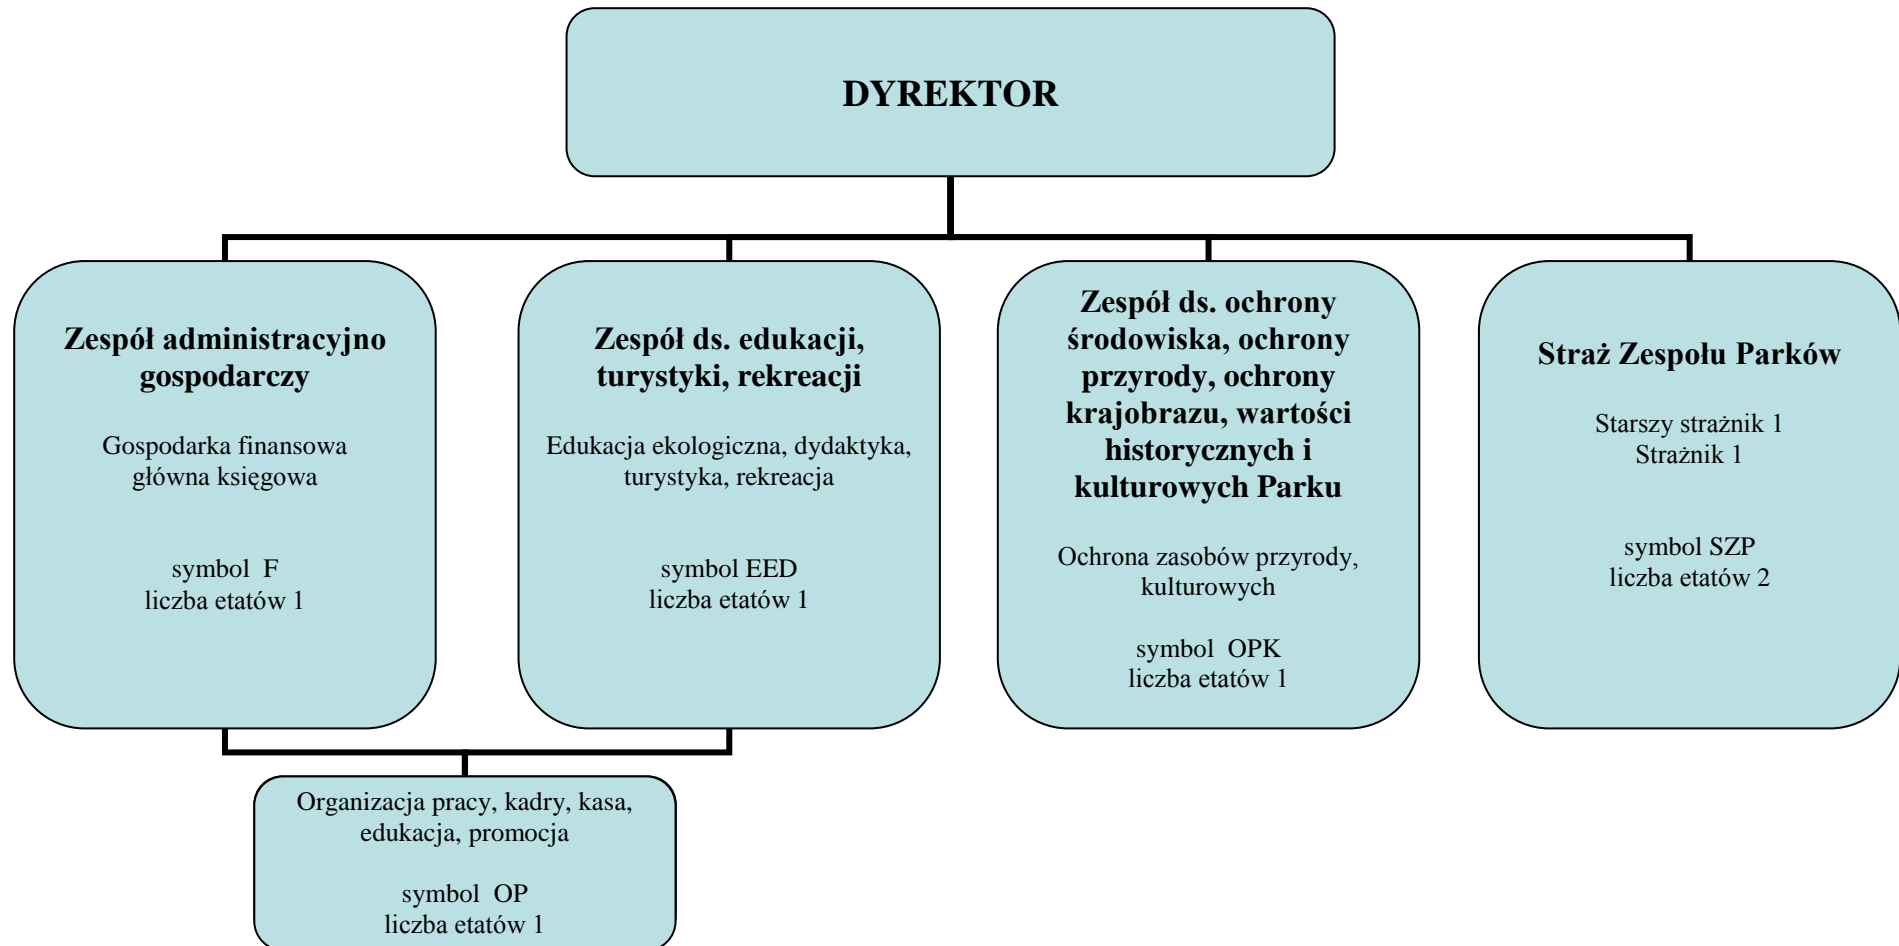 DYREKTOR
Zespół administracyjno
gospodarczy
Gospodarka finansowa
główna księgowa
symbol  F
liczba etatów 1
Zespół ds. edukacji,
turystyki, rekreacji
Edukacja ekologiczna, dydaktyka,
turystyka, rekreacja
symbol EED
liczba etatów 1
Zespół ds. ochrony
środowiska, ochrony
przyrody, ochrony
krajobrazu, wartości
historycznych i
kulturowych Parku
Ochrona zasobów przyrody,
kulturowych
symbol  OPK
liczba etatów 1
Straż Zespołu Parków
Starszy strażnik 1
Strażnik 1
symbol SZP
liczba etatów 2
Organizacja pracy, kadry, kasa,
edukacja, promocja
symbol  OP
liczba etatów 1